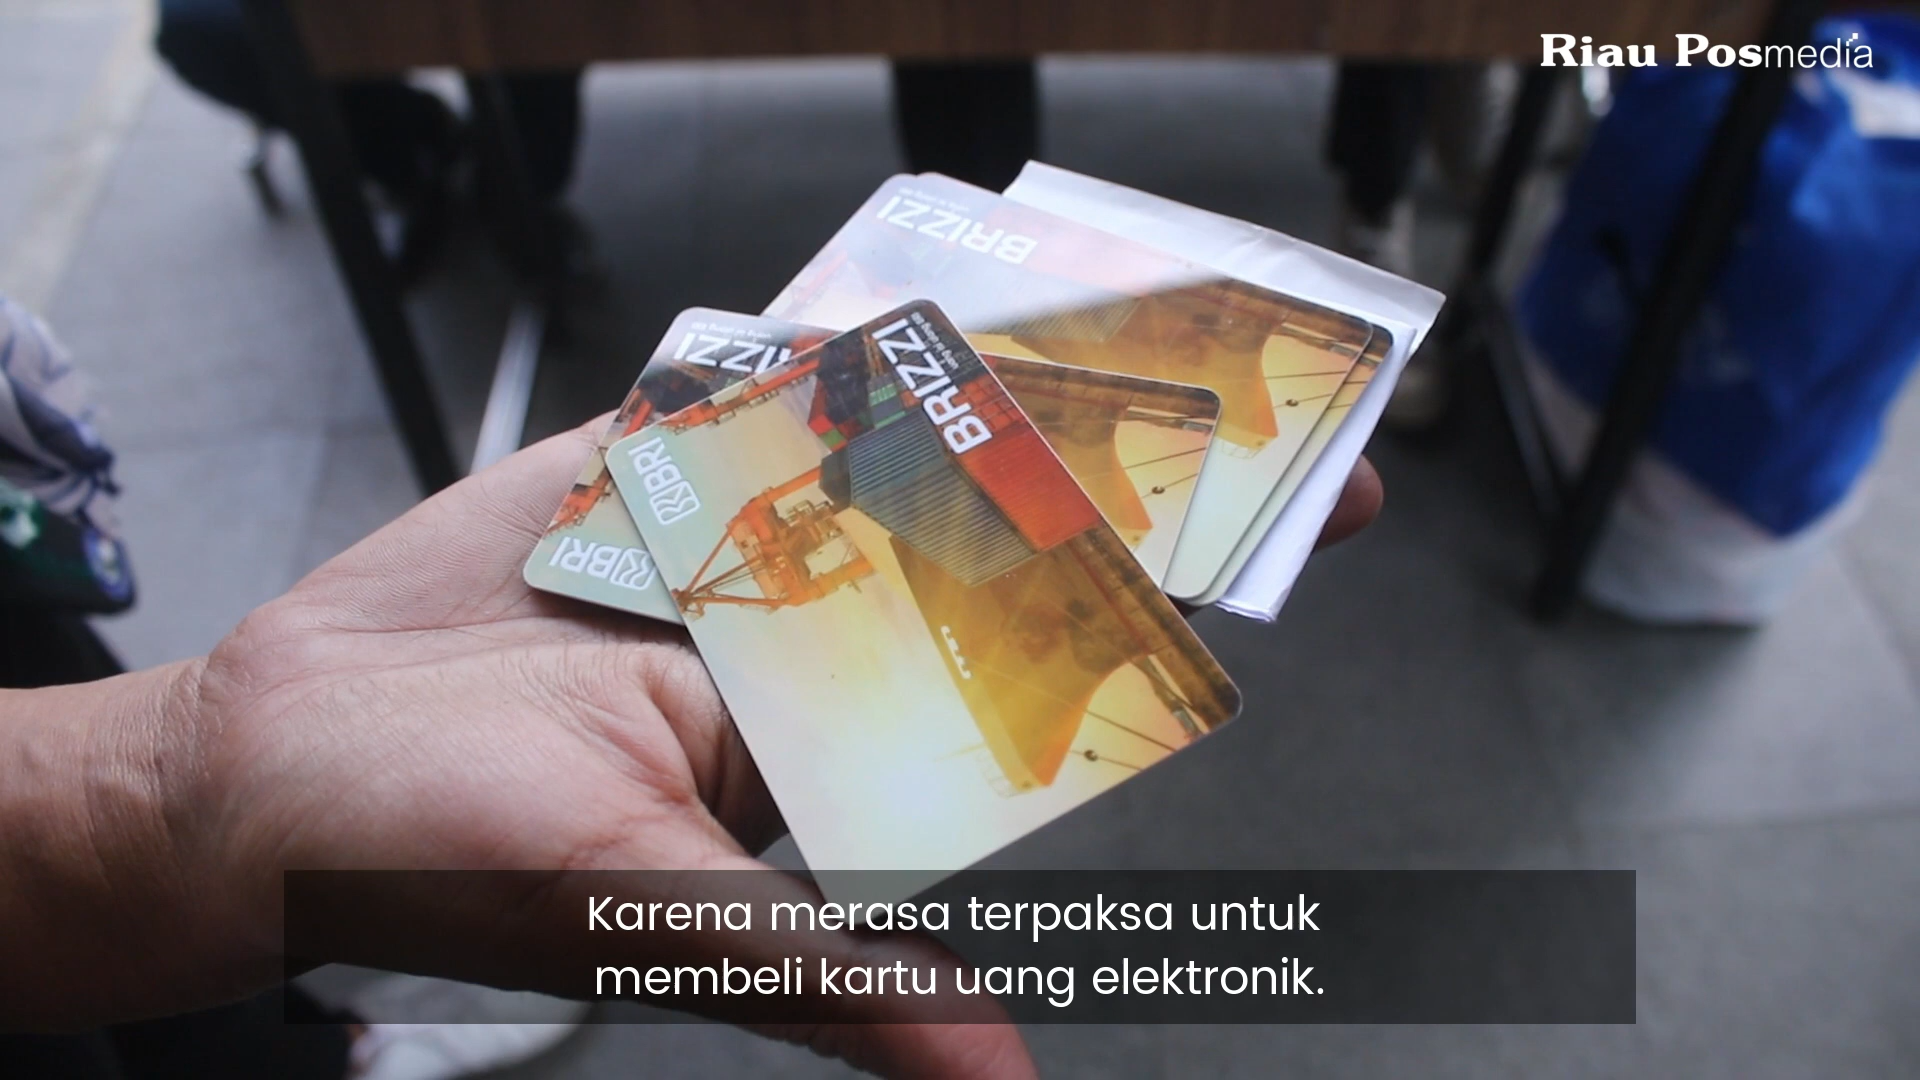 Riau Posmedia
BRIZZI
BRIZZI
BRIZZI
BRI
BRI
Karena merasa terpaksa untuk
membeli kartu uang elektronik.